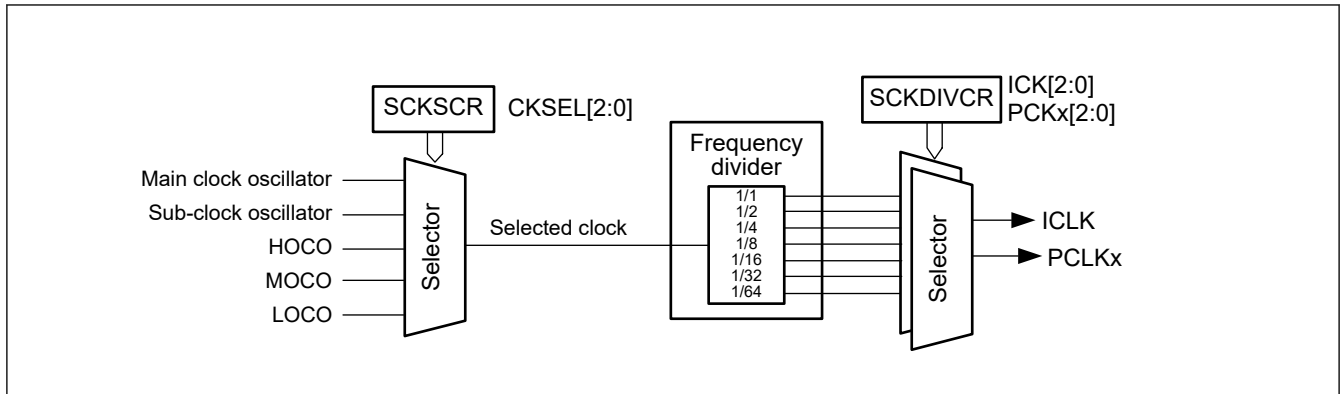 SCKSCR
CKSEL[2:0]
SCKDIVCR
ICK[2:0]
PCKx[2:0]
Main clock oscillator
Sub-clock oscillator
HOCO
MOCO
LOCO
Selector
Selected clock
Frequency
divider
1/1
1/2
1/4
1/8
1/16
1/32
1/64
Selector
ICLK
PCLKx